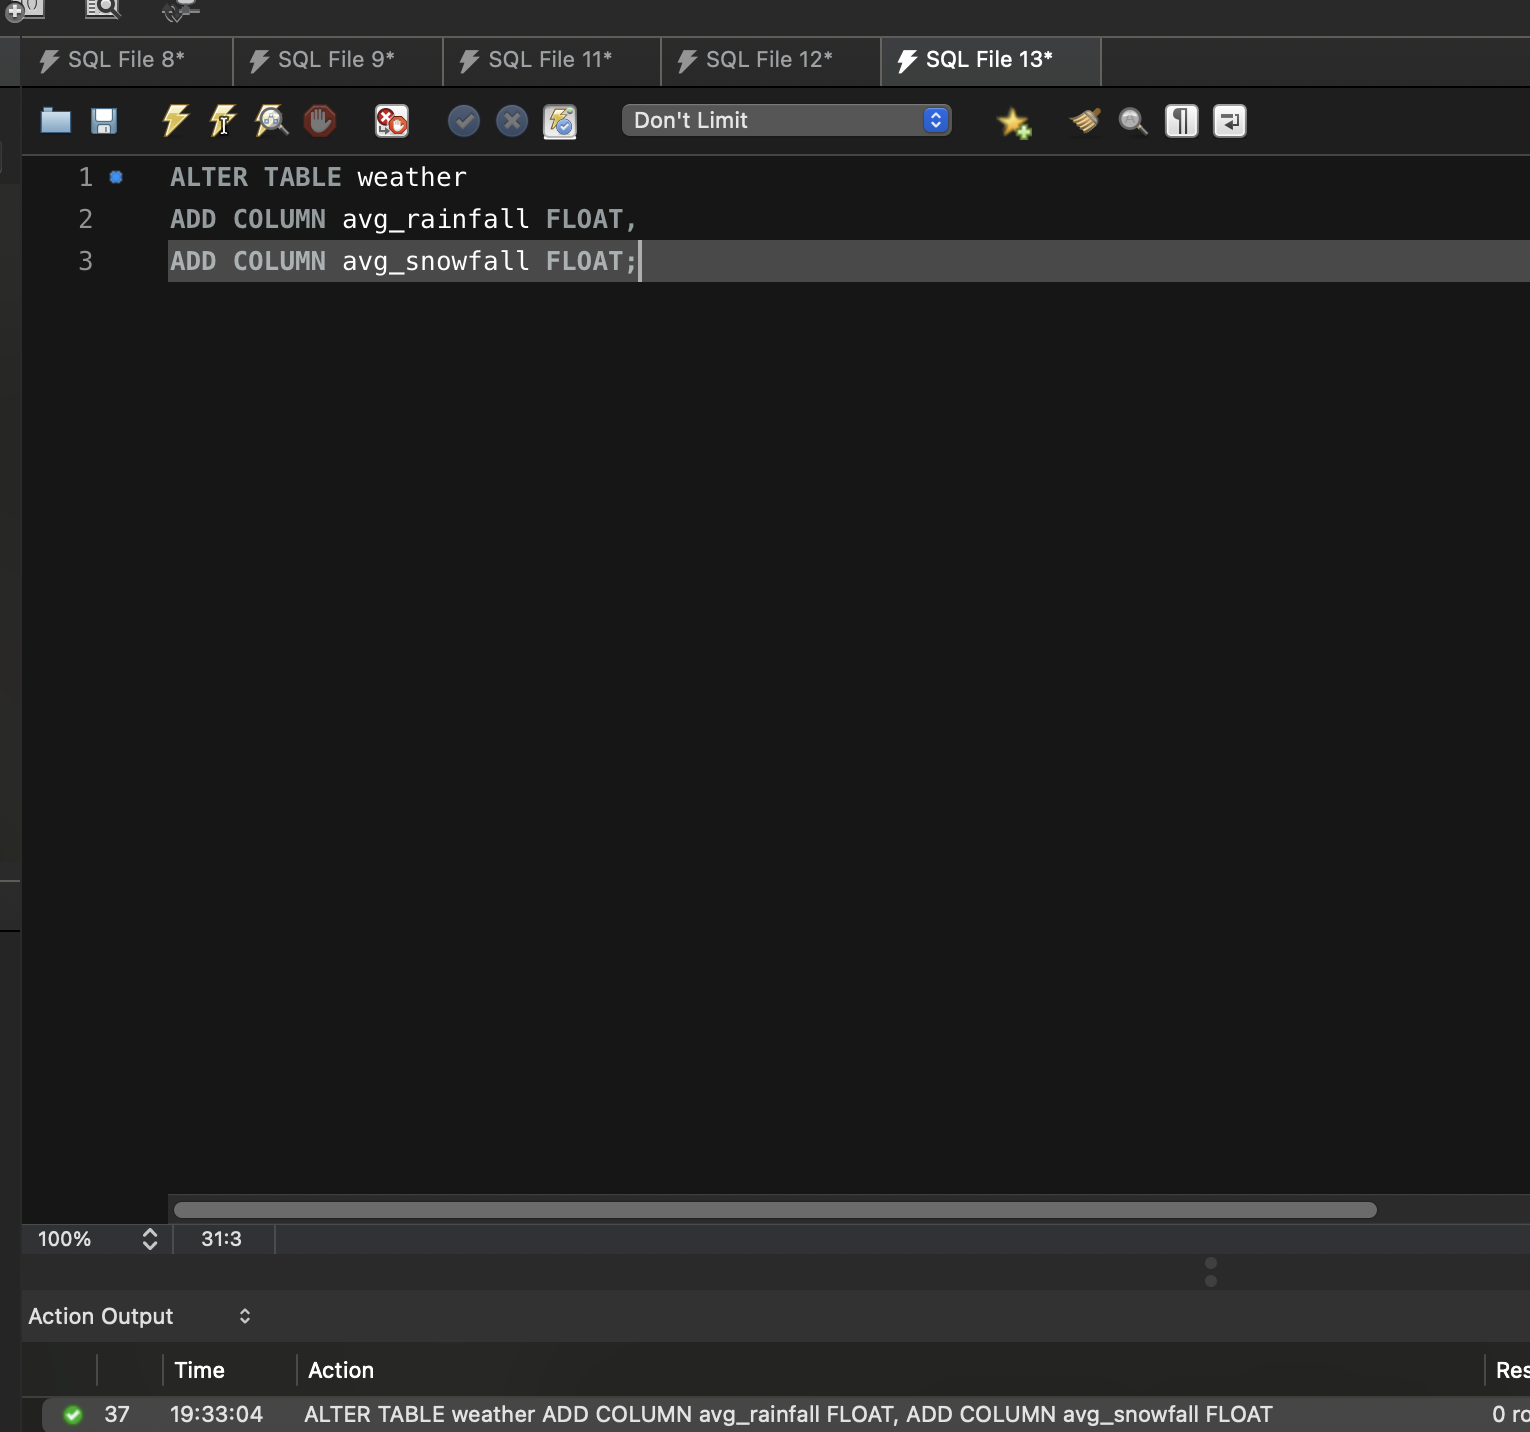 SQL File 8* SQL File 9* SQL File 11* SQL File 12* SQL File 13*
Don't Limit
1 ALTER TABLE weather
2 ADD COLUMN avg_rainfall FLOAT,
3 ADD COLUMN avg_snowfall FLOAT;
100% 31:3
Action Output
Time Action Res
37 19:33:04 ALTER TABLE weather ADD COLUMN avg_rainfall FLOAT, ADD COLUMN avg_snowfall FLOAT 0 ro